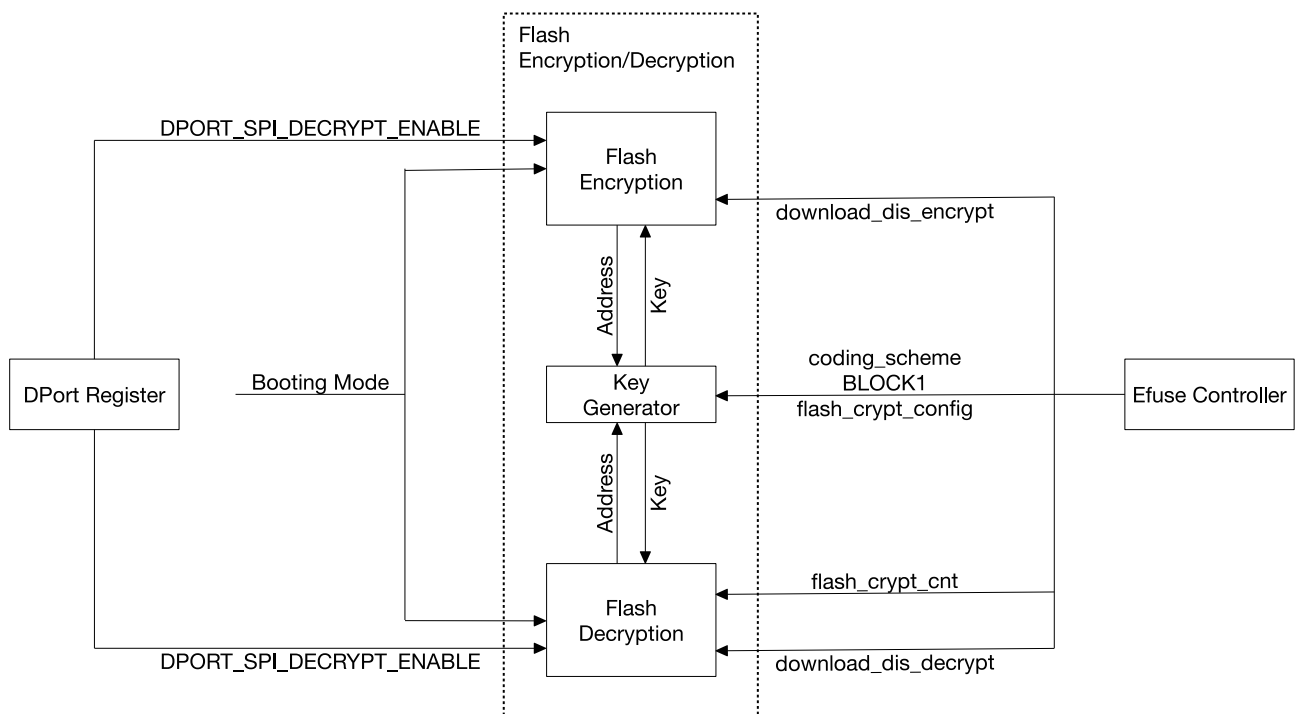 Flash
Encryption/Decryption
DPORT_SPI_DECRYPT_ENABLE
Flash
Encryption
download_dis_encrypt
Address
Key
DPort Register
Booting Mode
Key
Generator
coding_scheme
BLOCK1
flash_crypt_config
Efuse Controller
Address
Key
flash_crypt_cnt
Flash
Decryption
DPORT_SPI_DECRYPT_ENABLE
download_dis_decrypt